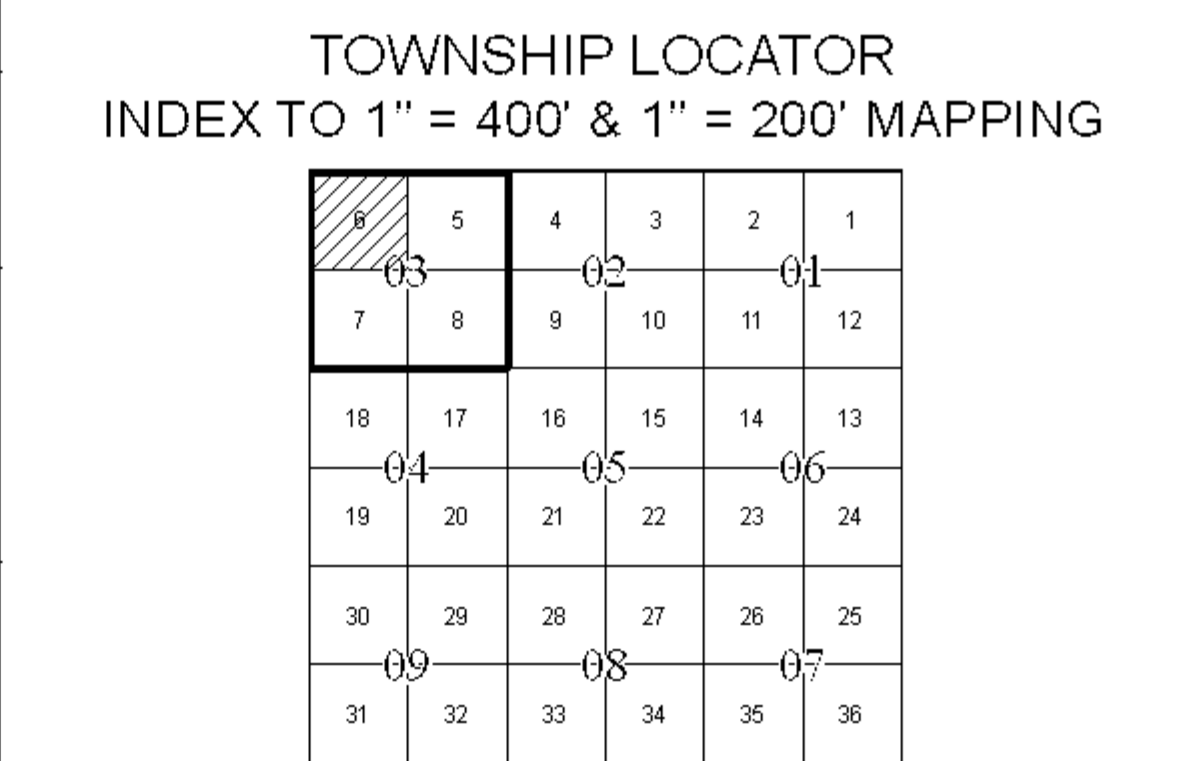 TOWNSHIP LOCATOR
INDEX TO 1" = 400' & 1" = 200' MAPPING
6 5 4 3 2 1
03 02 01
7 8 9 10 11 12
18 17 16 15 14 13
04 05 06
19 20 21 22 23 24
30 29 28 27 26 25
09 08 07
31 32 33 34 35 36